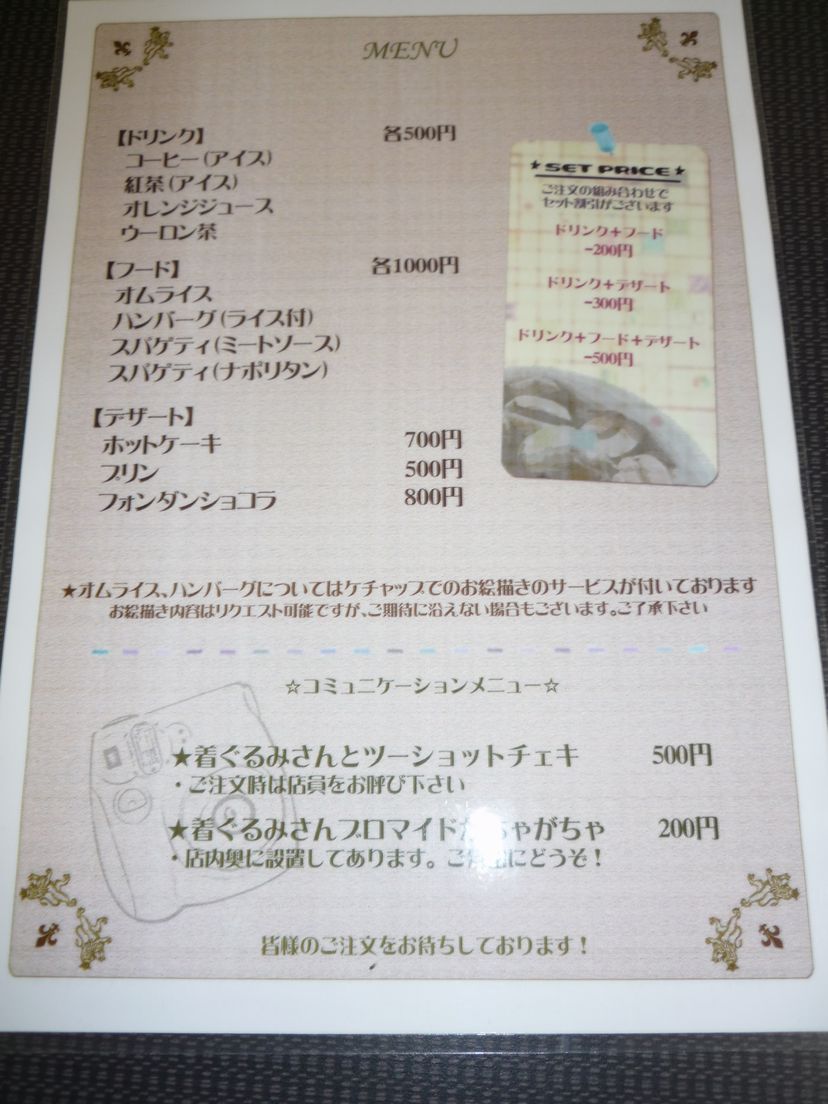 MENU
【ドリンク】 各500円
コーヒー(アイス)
紅茶(アイス)
オレンジジュース
ウーロン茶
【フード】 各1000円
オムライス
ハンバーグ(ライス付)
スパゲティ(ミートソース)
スパゲティ(ナポリタン)
【デザート】
ホットケーキ 700円
プリン 500円
フォンダンショコラ 800円
★SET PRICE★
ご注文の組み合わせで
セット割引がございます
ドリンク+フード
-200円
ドリンク+デザート
-300円
ドリンク+フード+デザート
-500円
★オムライス、ハンバーグについてはケチャップでのお絵描きのサービスが付いております
お絵描き内容はリクエスト可能ですが、ご期待に沿えない場合もございます。ご了承下さい
☆コミュニケーションメニュー☆
★着ぐるみさんとツーショットチェキ 500円
・ご注文時は店員をお呼び下さい
★着ぐるみさんブロマイドがちゃがちゃ 200円
・店内奥に設置してあります。ご にどうぞ!
皆様のご注文をお待ちしております!